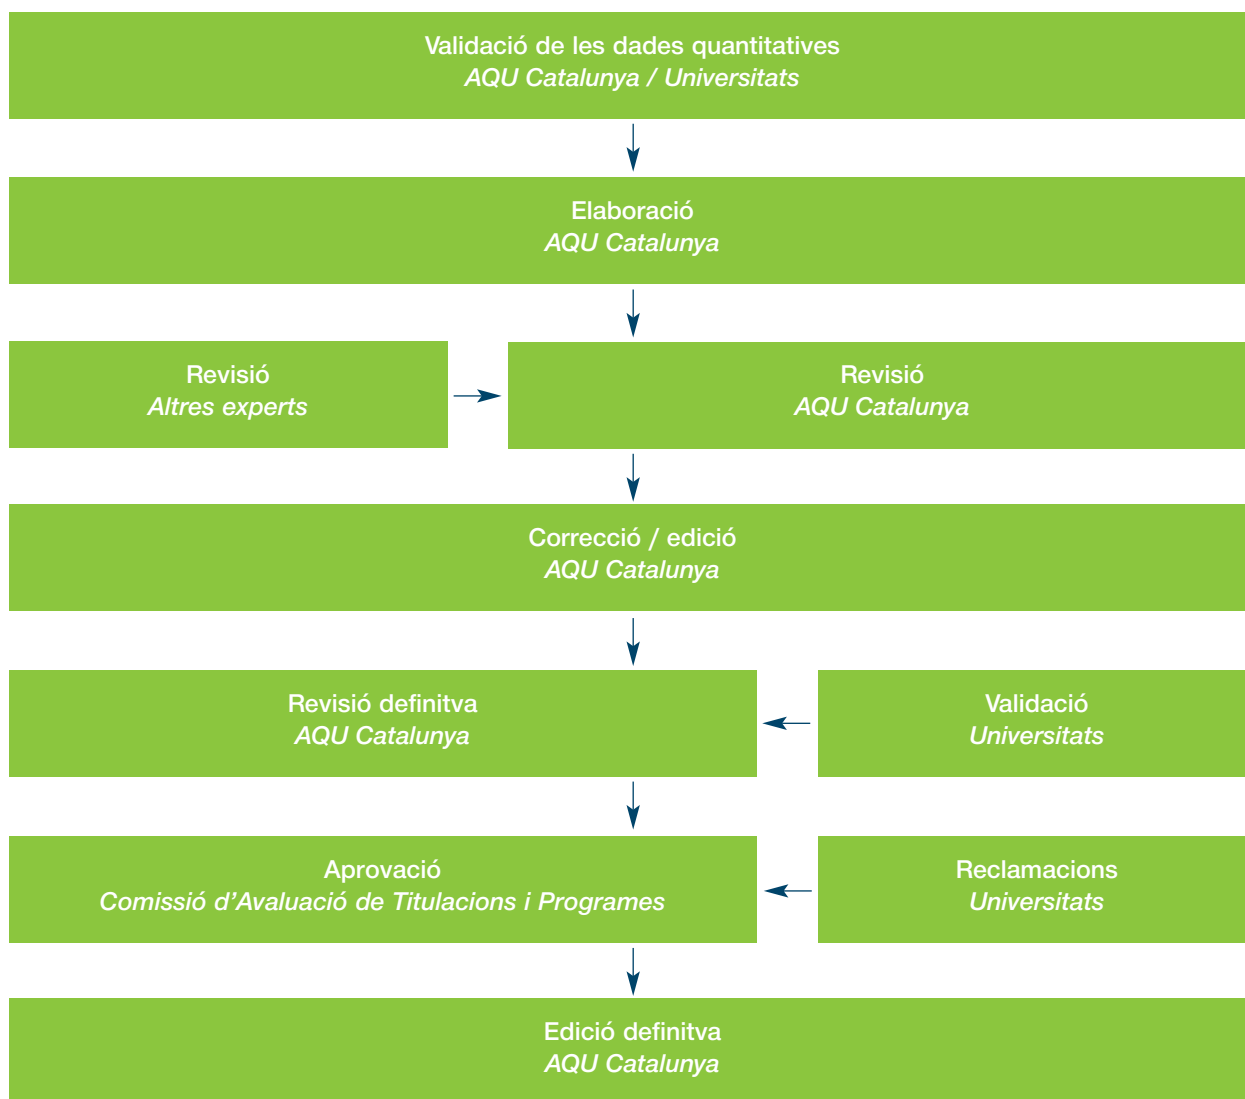 Validació de les dades quantitatives
AQU Catalunya / Universitats
Elaboració
AQU Catalunya
Revisió
Altres experts
Revisió
AQU Catalunya
Correcció / edició
AQU Catalunya
Revisió definitva
AQU Catalunya
Validació
Universitats
Aprovació
Comissió d’Avaluació de Titulacions i Programes
Reclamacions
Universitats
Edició definitva
AQU Catalunya